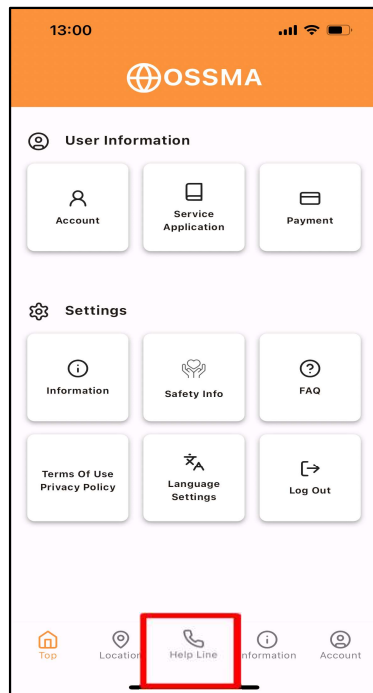 13:00
OSSMA
User Information
Account
Service
Application
Payment
Settings
Information
Safety Info
FAQ
Terms Of Use
Privacy Policy
Language
Settings
Log Out
Top
Location
Help Line
nformation
Account